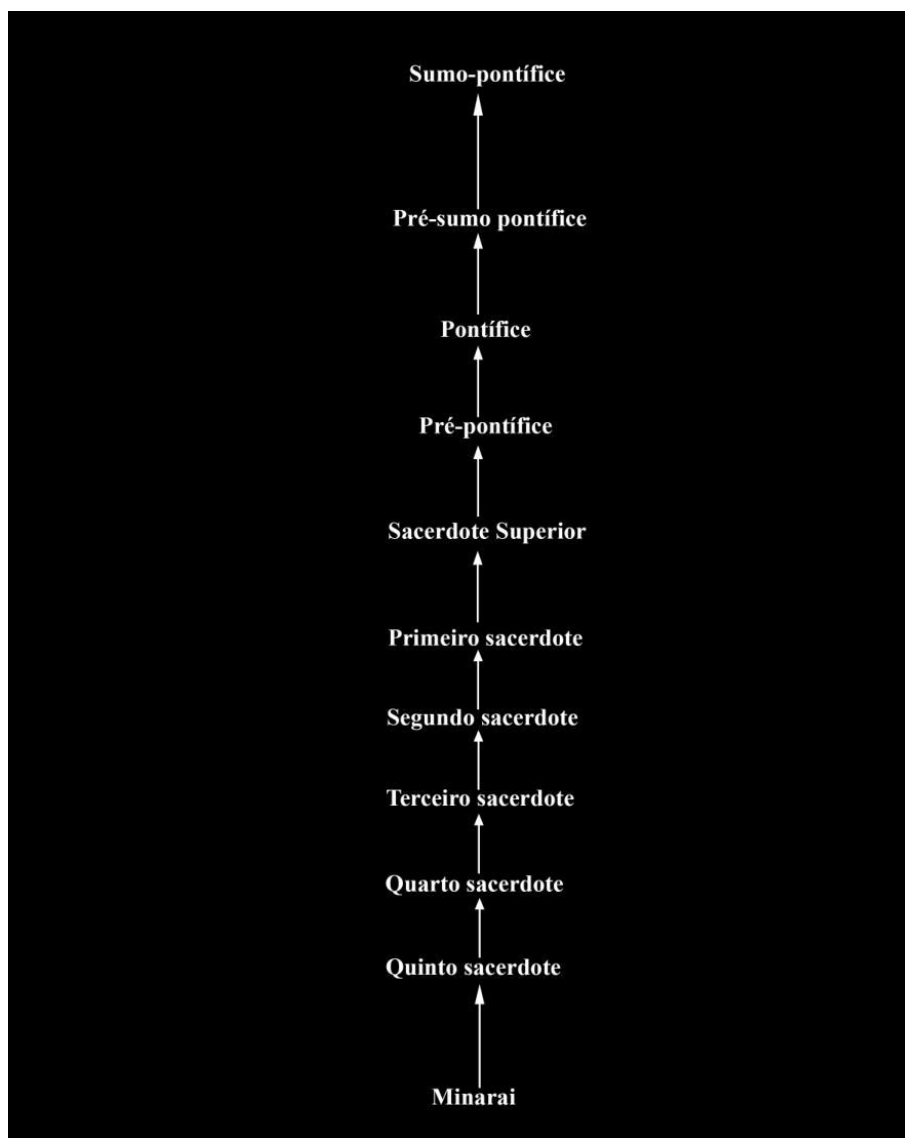 Sumo-pontífice
Pré-sumo pontífice
Pontífice
Pré-pontífice
Sacerdote Superior
Primeiro sacerdote
Segundo sacerdote
Terceiro sacerdote
Quarto sacerdote
Quinto sacerdote
Minarai